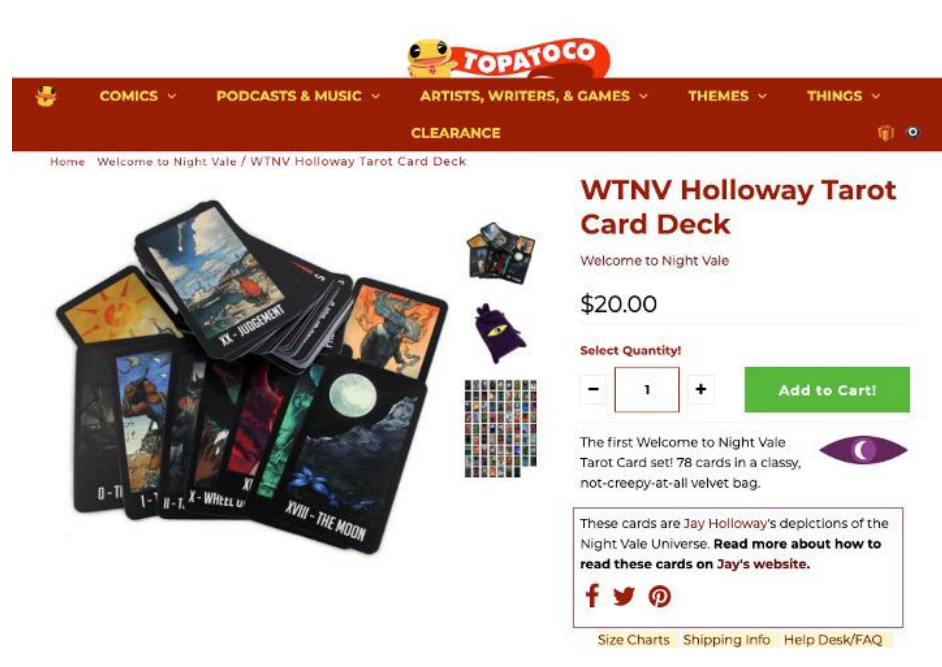 TOPATOCO
COMICS PODCASTS & MUSIC ARTISTS, WRITERS, & GAMES THEMES THINGS
CLEARANCE
Home Welcome to Night Vale / WTNV Holloway Tarot Card Deck
WTNV Holloway Tarot
Card Deck
Welcome to Night Vale
$20.00
Select Quantity!
- 1 + Add to Cart!
The first Welcome to Night Vale
Tarot Card set! 78 cards in a classy,
not-creepy-at-all velvet bag.
These cards are Jay Holloway's depictions of the
Night Vale Universe. Read more about how to
read these cards on Jay's website.
Size Charts Shipping Info Help Desk/FAQ
XX - JUDGEMENT
0 - T
I - T
II - T
X - WHEEL O
XVIII - THE MOON